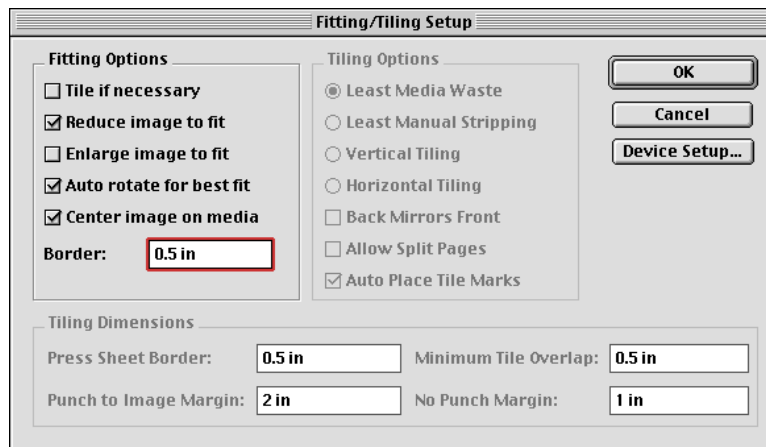 Fitting/Tiling Setup
Fitting Options
Tile if necessary
Reduce image to fit
Enlarge image to fit
Auto rotate for best fit
Center image on media
Border: 0.5 in
Tiling Options
Least Media Waste
Least Manual Stripping
Vertical Tiling
Horizontal Tiling
Back Mirrors Front
Allow Split Pages
Auto Place Tile Marks
OK
Cancel
Device Setup...
Tiling Dimensions
Press Sheet Border: 0.5 in Minimum Tile Overlap: 0.5 in
Punch to Image Margin: 2 in No Punch Margin: 1 in